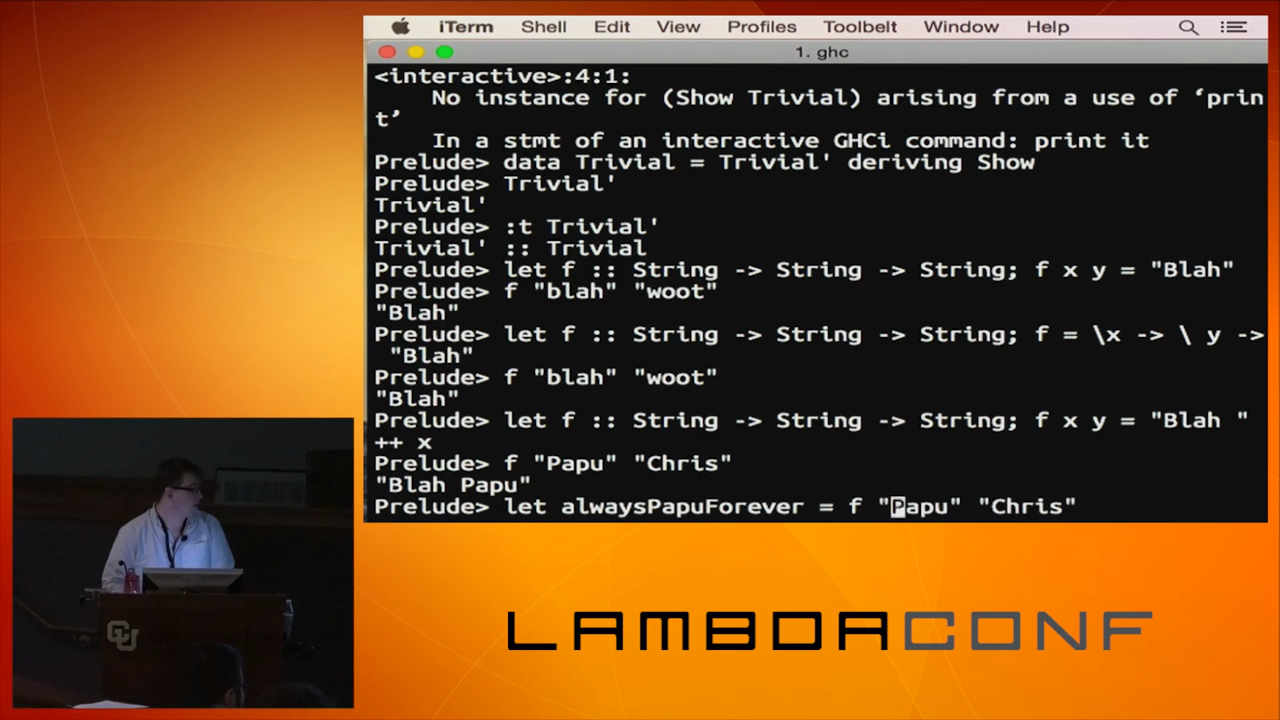 iTerm Shell Edit View Profiles Toolbelt Window Help
1. ghc
<interactive>:4:1:
No instance for (Show Trivial) arising from a use of ‘prin
t’
In a stmt of an interactive GHCi command: print it
Prelude> data Trivial = Trivial' deriving Show
Prelude> Trivial'
Trivial'
Prelude> :t Trivial'
Trivial' :: Trivial
Prelude> let f :: String -> String -> String; f x y = "Blah"
Prelude> f "blah" "woot"
"Blah"
Prelude> let f :: String -> String -> String; f = \x -> \ y ->
"Blah"
Prelude> f "blah" "woot"
"Blah"
Prelude> let f :: String -> String -> String; f x y = "Blah "
++ x
Prelude> f "Papu" "Chris"
"Blah Papu"
Prelude> let alwaysPapuForever = f "Papu" "Chris"
CU
LAMBDACONF